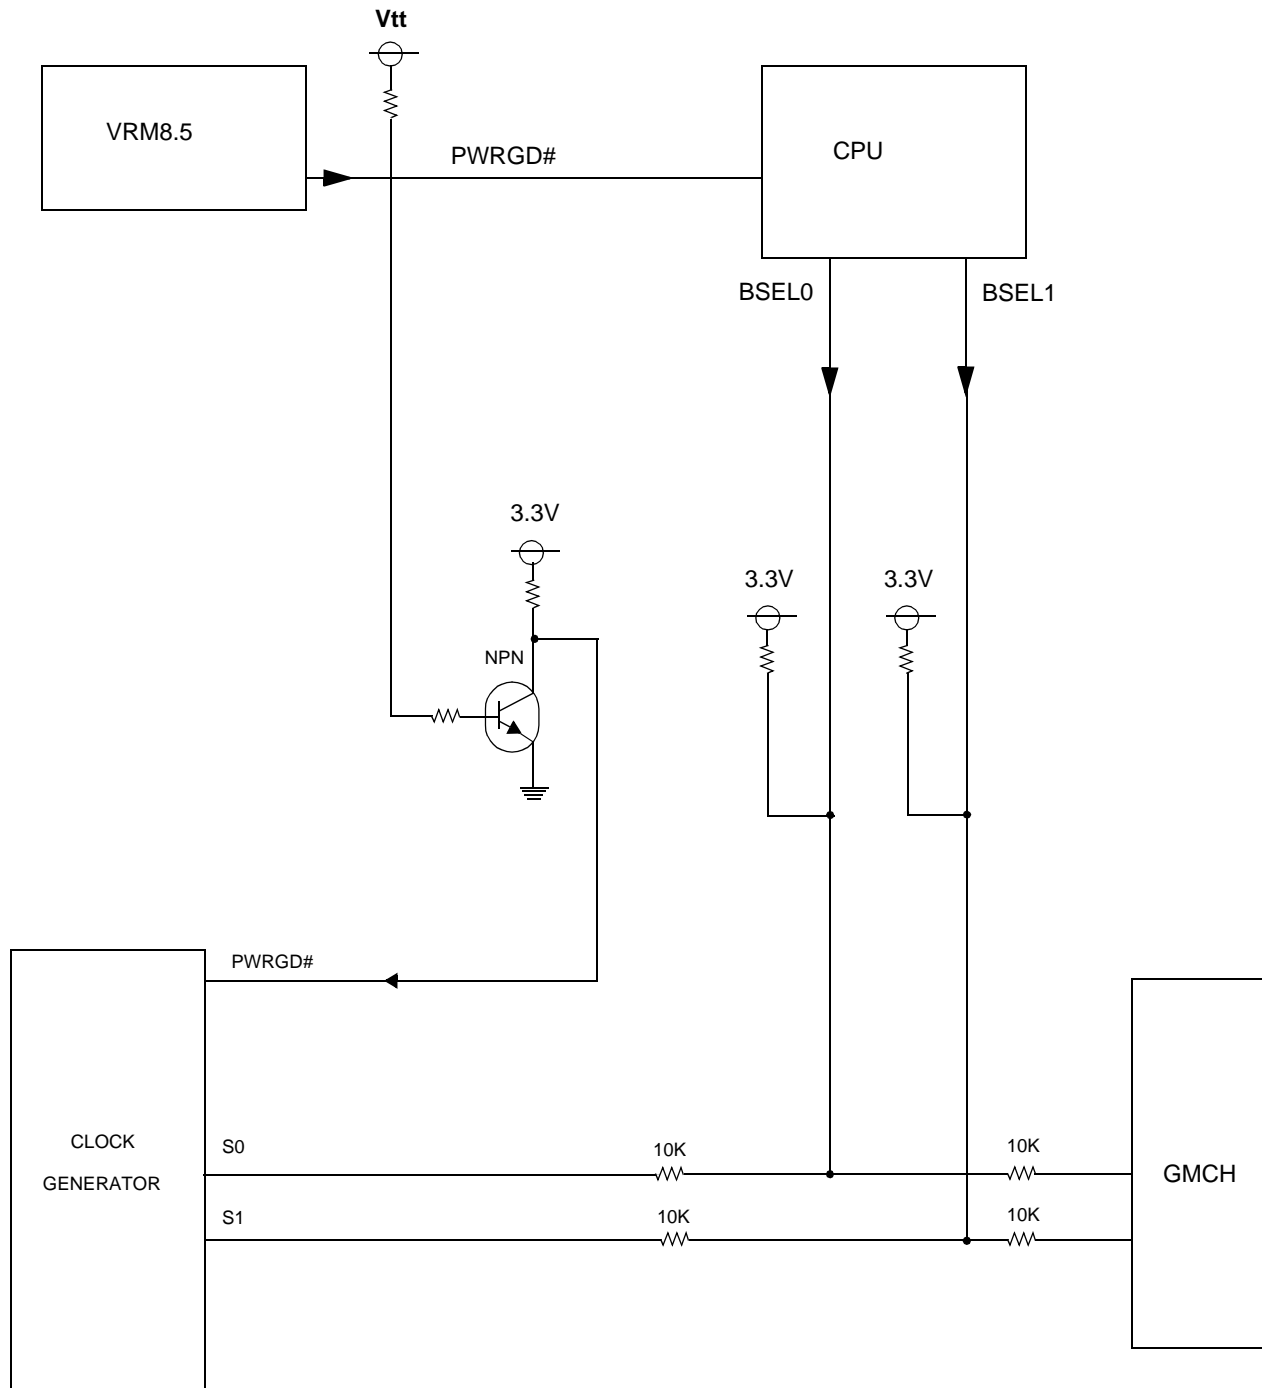 Vtt
VRM8.5
PWRGD#
CPU
BSEL0
BSEL1
3.3V
3.3V
3.3V
NPN
PWRGD#
CLOCK
GENERATOR
S0
10K
10K
GMCH
S1
10K
10K